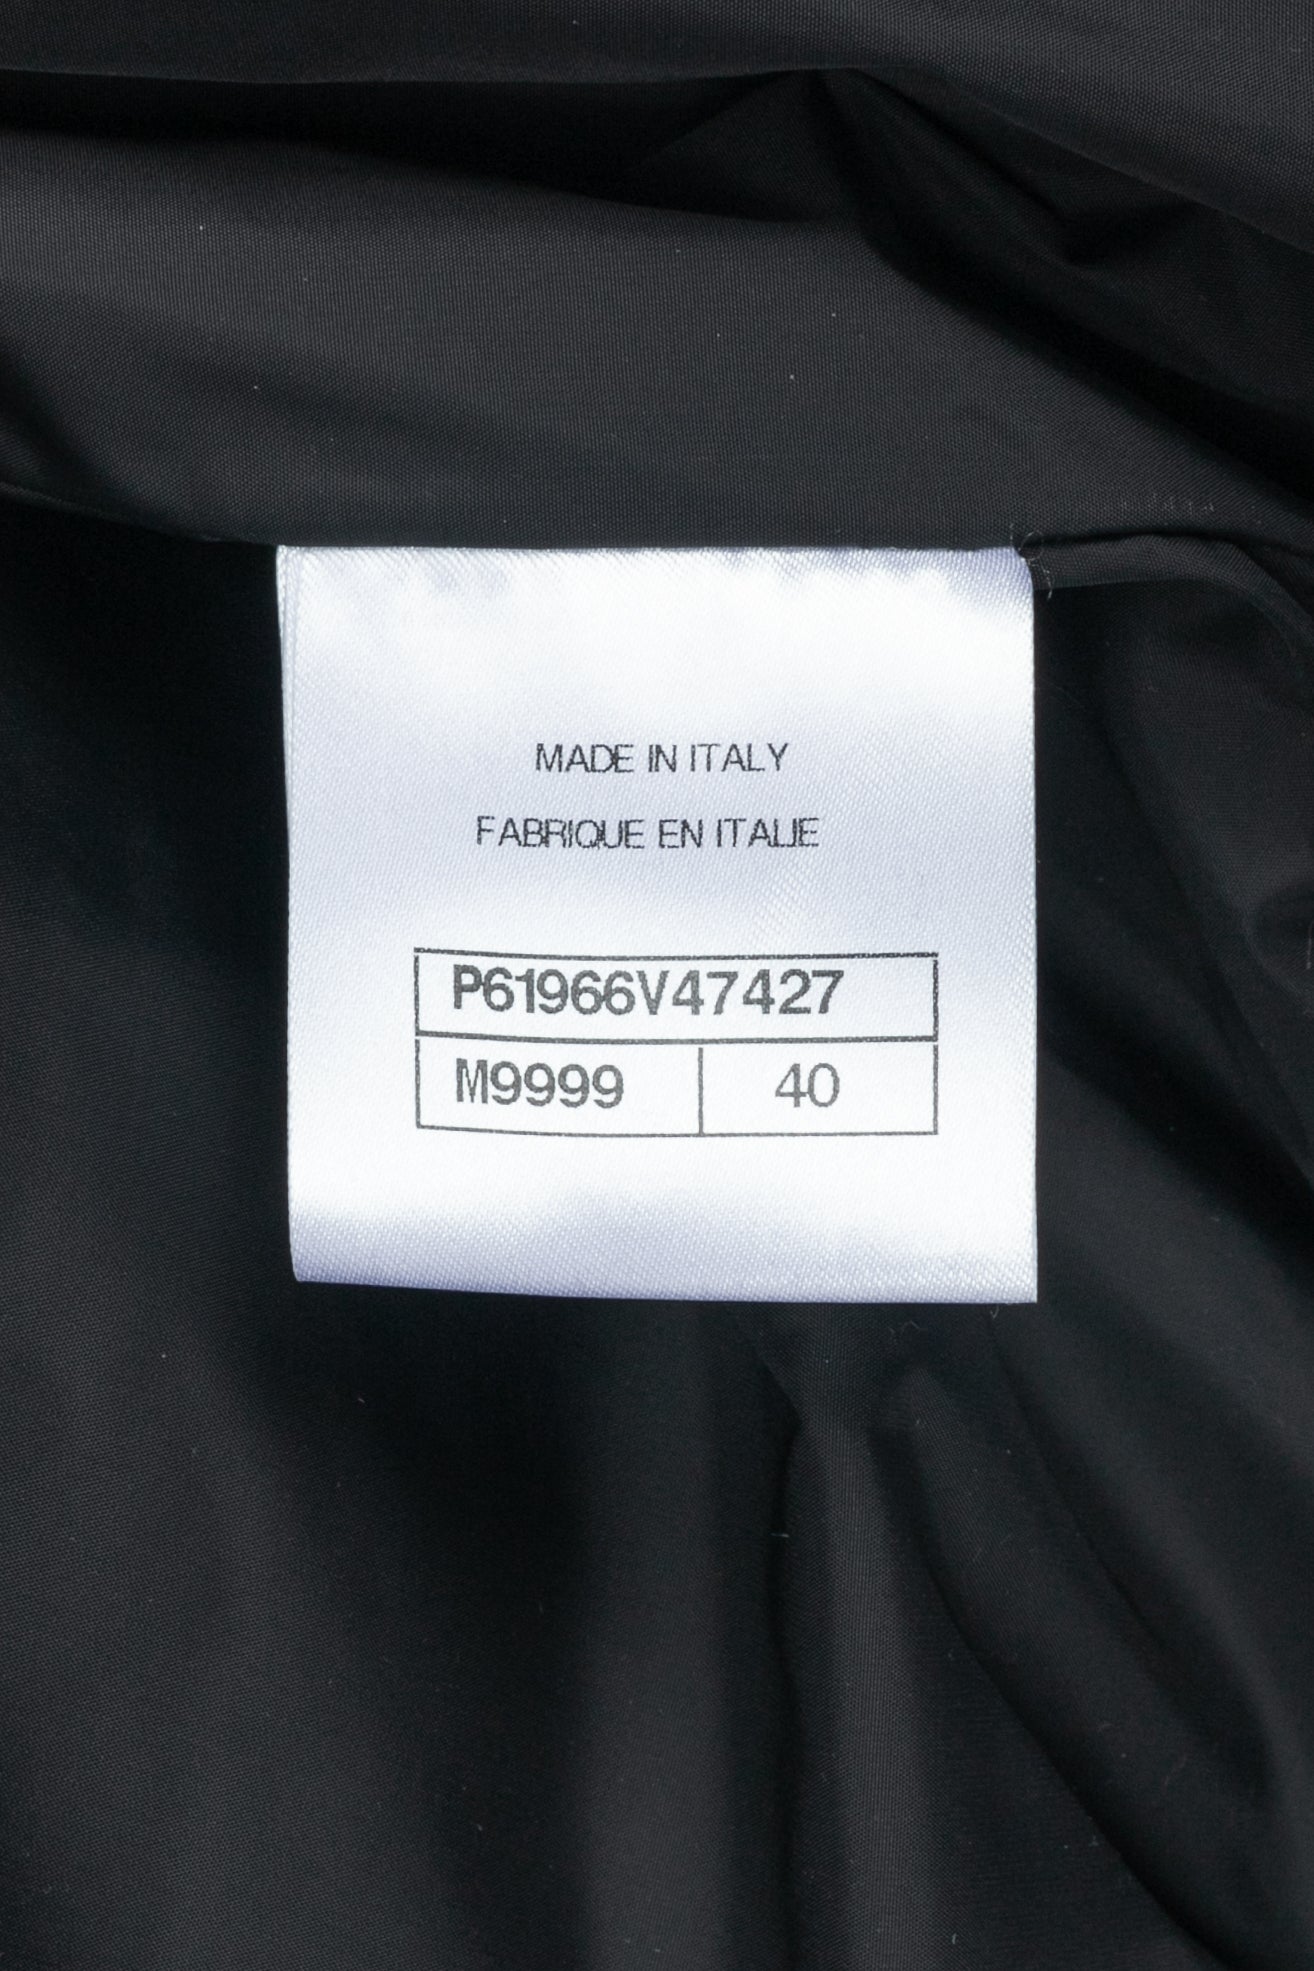 MADE IN ITALY
FABRIQUE EN ITALIE
P61966V47427
M9999 40